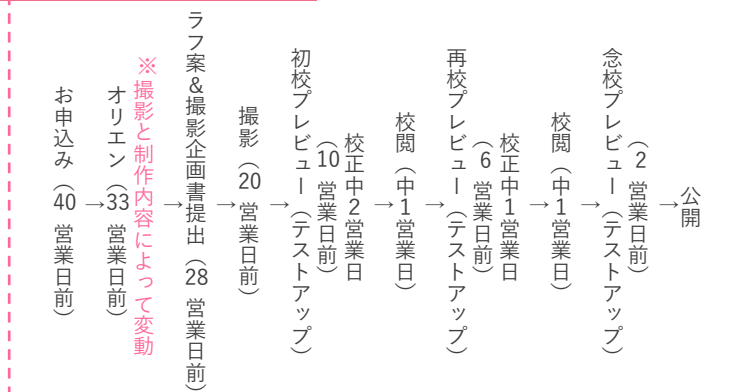 お申込み（40 営業日前）
→
オリエン（33 営業日前）
※撮影と制作内容によって変動
→
ラフ案&撮影企画書提出（28 営業日前）
→
撮影（20 営業日前）
→
初校プレビュー（テストアップ）
（10 営業日前）
校正中2営業日
→
校閲（中1営業日）
→
再校プレビュー（テストアップ）
（6 営業日前）
校正中1営業日
→
校閲（中1営業日）
→
念校プレビュー（テストアップ）
（2 営業日前）
→
公開